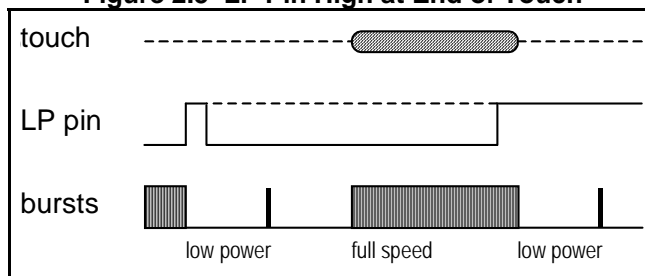 Figure 2.5 LP Pin High at End of Touch
touch
LP pin
bursts
low power full speed low power